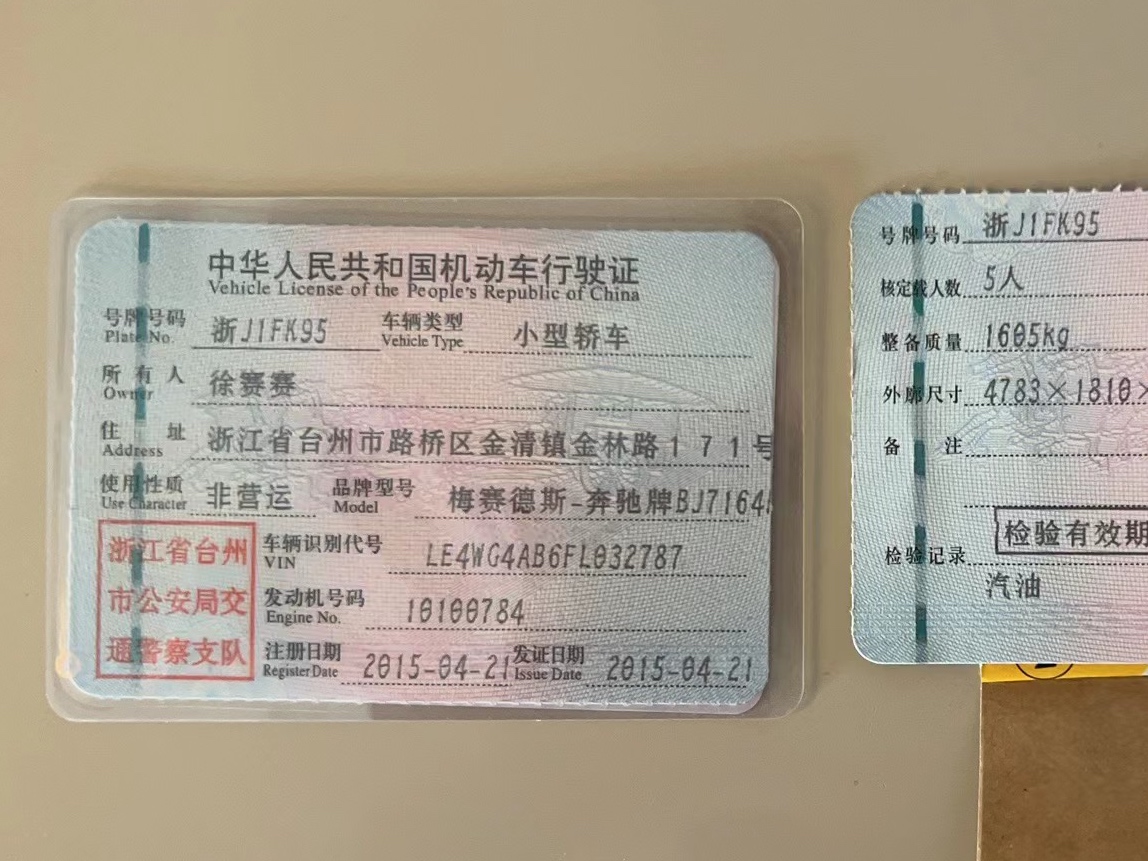 中华人民共和国机动车行驶证
Vehicle License of the People's Republic of China
号牌号码 浙J1FK95 车辆类型 小型轿车
Plate No. Vehicle Type
所有人 徐赛赛
Owner
住址 浙江省台州市路桥区金清镇金林路171号
Address
使用性质 非营运 品牌型号 梅赛德斯-奔驰牌BJ7164
Use Character Model
浙江省台州
市公安局交
通警察支队
车辆识别代号 LE4WG4AB6FL032787
VIN
发动机号码 10100784
Engine No.
注册日期 2015-04-21 发证日期 2015-04-21
Register Date Issue Date
号牌号码 浙J1FK95
核定载人数 5人
整备质量 1605kg
外廓尺寸 4783×1810×
备注
检验记录 检验有效期
汽油